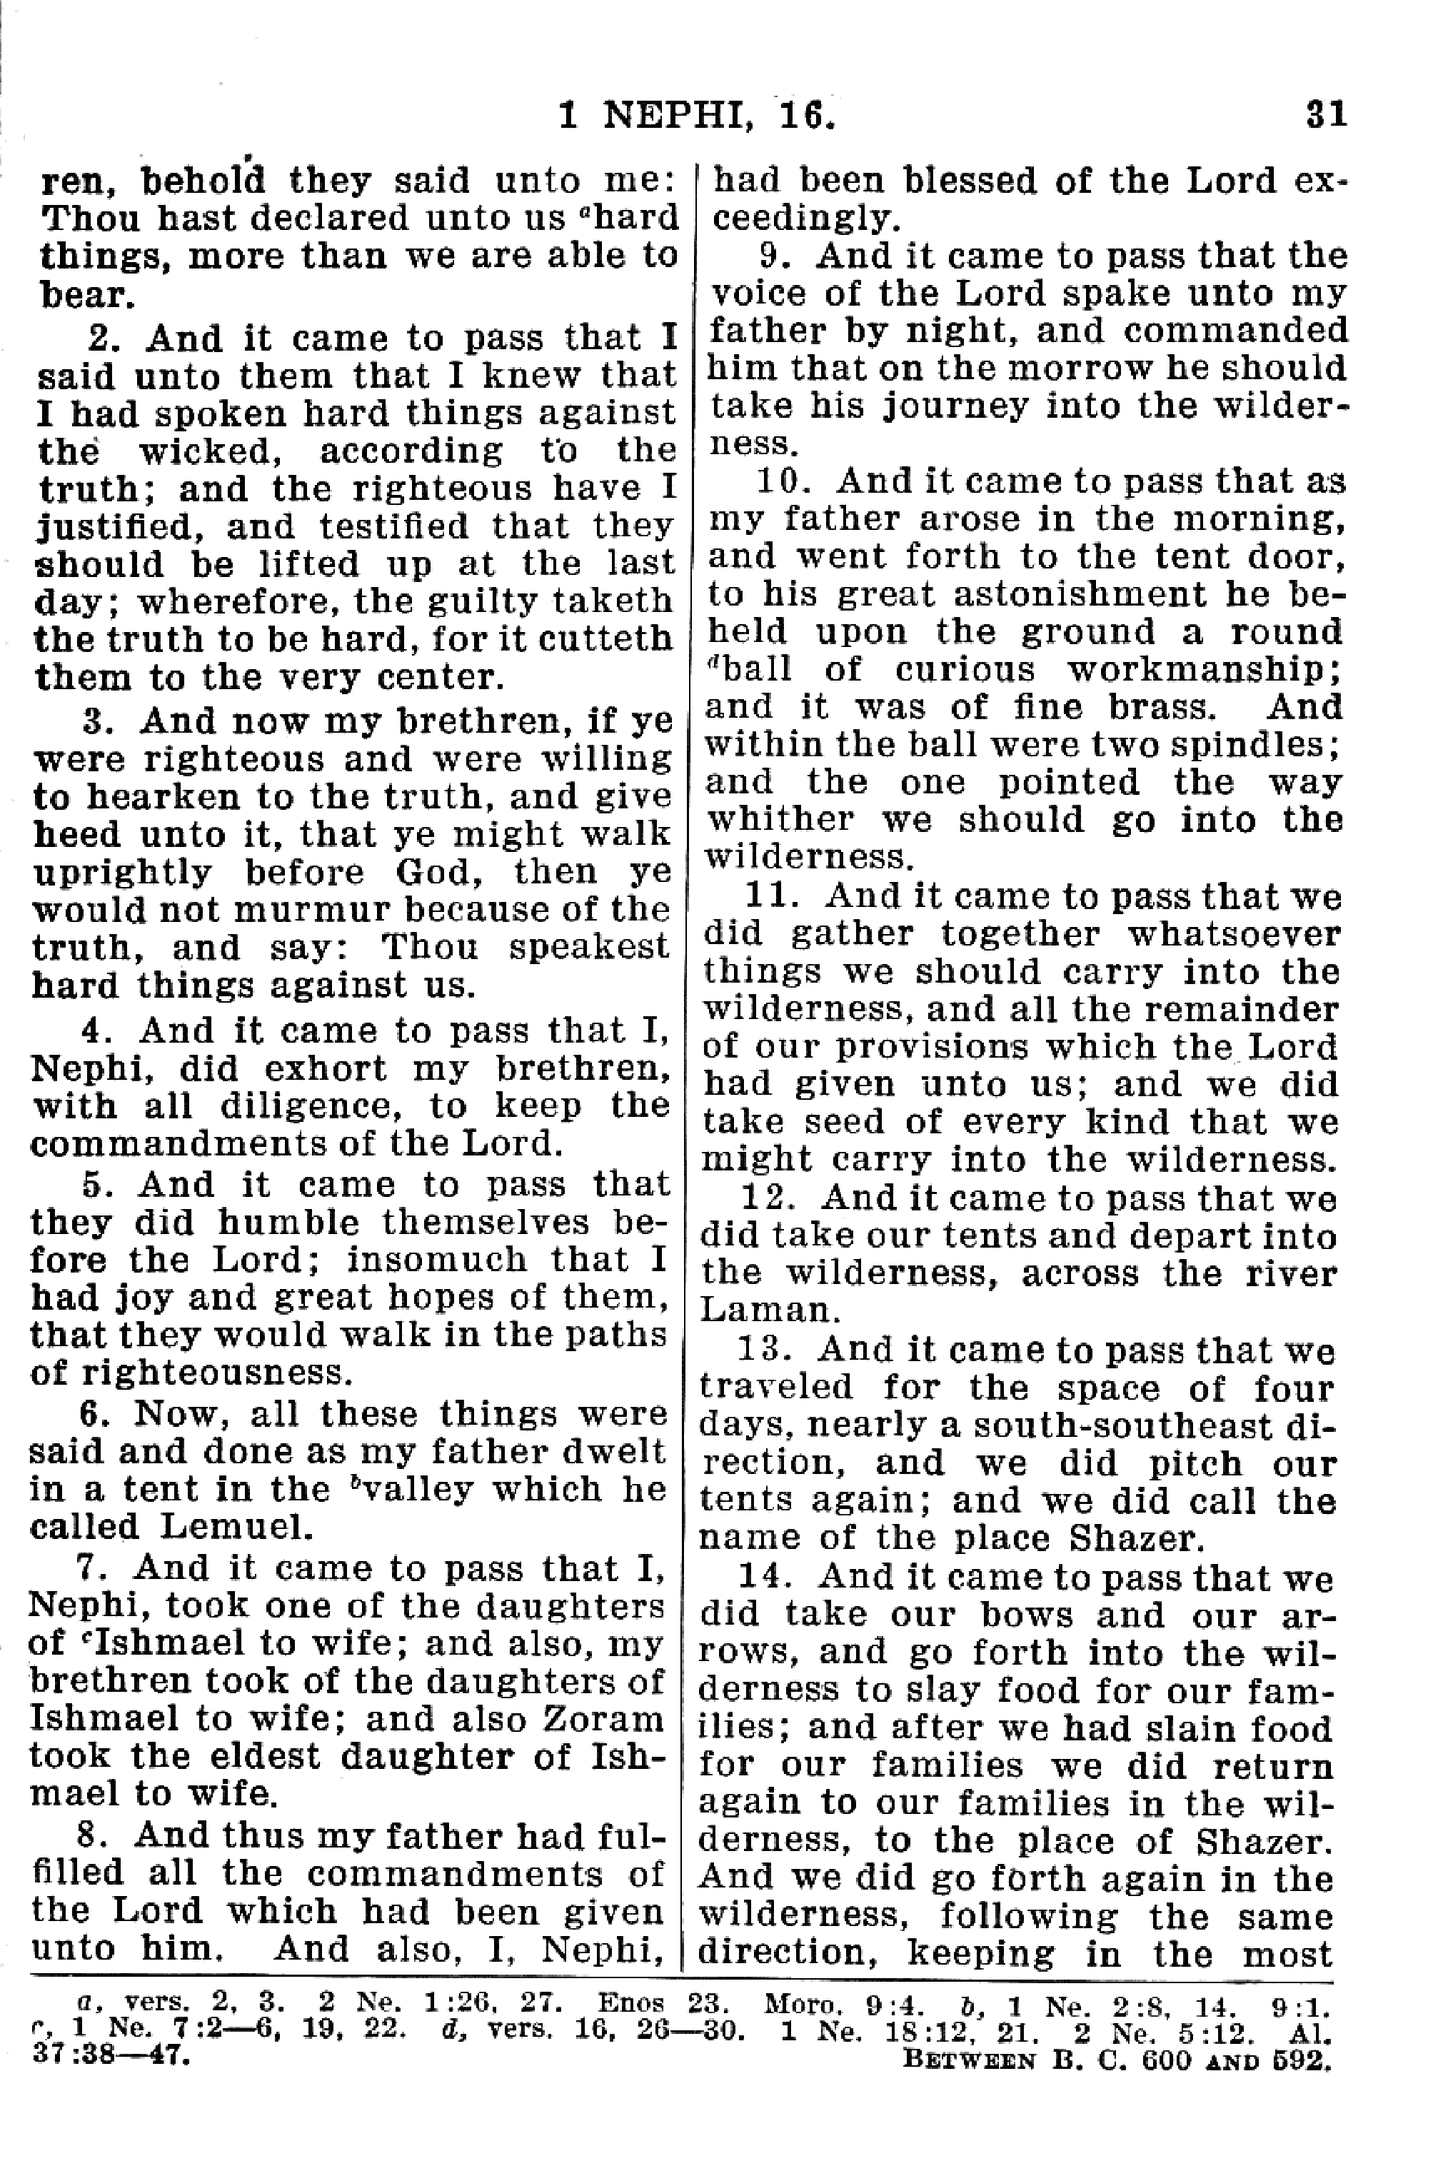 1 NEPHI, 16.
31
ren, behold they said unto me:
Thou hast declared unto us ahard
things, more than we are able to
bear.
2. And it came to pass that I
said unto them that I knew that
I had spoken hard things against
the wicked, according to the
truth; and the righteous have I
justified, and testified that they
should be lifted up at the last
day; wherefore, the guilty taketh
the truth to be hard, for it cutteth
them to the very center.
3. And now my brethren, if ye
were righteous and were willing
to hearken to the truth, and give
heed unto it, that ye might walk
uprightly before God, then ye
would not murmur because of the
truth, and say: Thou speakest
hard things against us.
4. And it came to pass that I,
Nephi, did exhort my brethren,
with all diligence, to keep the
commandments of the Lord.
5. And it came to pass that
they did humble themselves be-
fore the Lord; insomuch that I
had joy and great hopes of them,
that they would walk in the paths
of righteousness.
6. Now, all these things were
said and done as my father dwelt
in a tent in the bvalley which he
called Lemuel.
7. And it came to pass that I,
Nephi, took one of the daughters
of cIshmael to wife; and also, my
brethren took of the daughters of
Ishmael to wife; and also Zoram
took the eldest daughter of Ish-
mael to wife.
8. And thus my father had ful-
filled all the commandments of
the Lord which had been given
unto him. And also, I, Nephi,
had been blessed of the Lord ex-
ceedingly.
9. And it came to pass that the
voice of the Lord spake unto my
father by night, and commanded
him that on the morrow he should
take his journey into the wilder-
ness.
10. And it came to pass that as
my father arose in the morning,
and went forth to the tent door,
to his great astonishment he be-
held upon the ground a round
dball of curious workmanship;
and it was of fine brass. And
within the ball were two spindles;
and the one pointed the way
whither we should go into the
wilderness.
11. And it came to pass that we
did gather together whatsoever
things we should carry into the
wilderness, and all the remainder
of our provisions which the Lord
had given unto us; and we did
take seed of every kind that we
might carry into the wilderness.
12. And it came to pass that we
did take our tents and depart into
the wilderness, across the river
Laman.
13. And it came to pass that we
traveled for the space of four
days, nearly a south-southeast di-
rection, and we did pitch our
tents again; and we did call the
name of the place Shazer.
14. And it came to pass that we
did take our bows and our ar-
rows, and go forth into the wil-
derness to slay food for our fam-
ilies; and after we had slain food
for our families we did return
again to our families in the wil-
derness, to the place of Shazer.
And we did go forth again in the
wilderness, following the same
direction, keeping in the most
a, vers. 2, 3. 2 Ne. 1:26, 27. Enos 23. Moro. 9:4. b, 1 Ne. 2:8, 14. 9:1.
c, 1 Ne. 7:2—6, 19, 22. d, vers. 16, 26—30. 1 Ne. 18:12, 21. 2 Ne. 5:12. Al.
37:38—47.
BETWEEN B. C. 600 AND 592.